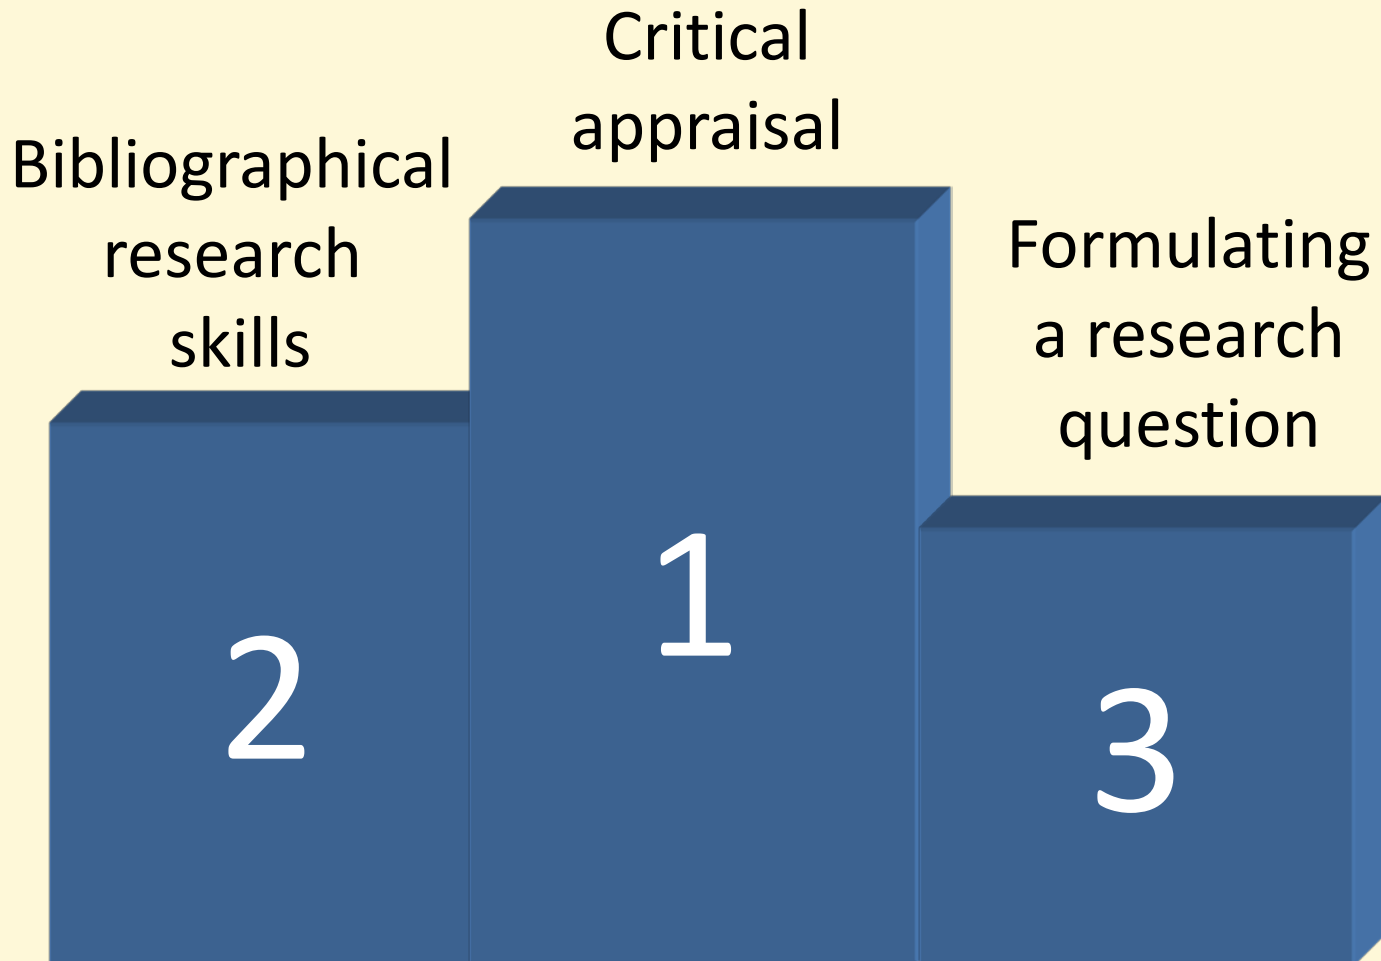 Critical
appraisal
Bibliographical
research
skills
Formulating
a research
question
1
2
3